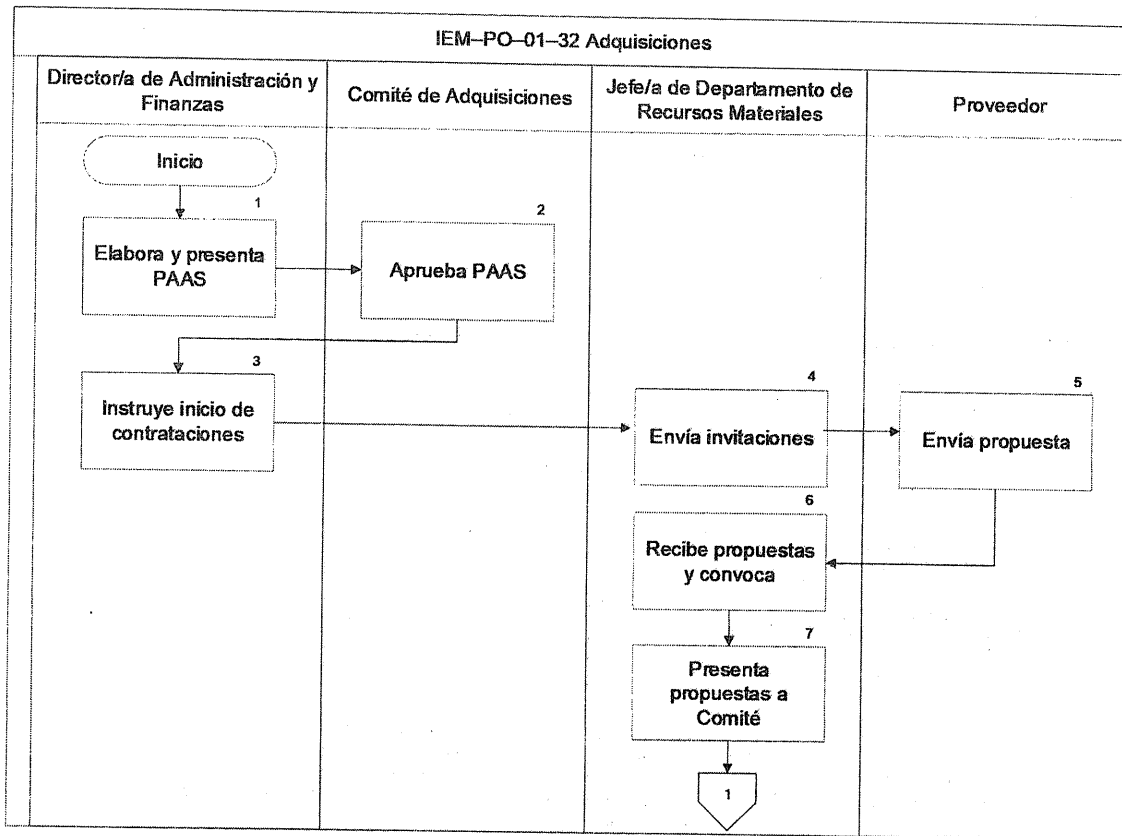 IEM–PO–01–32 Adquisiciones
Director/a de Administración y
Finanzas
Comité de Adquisiciones
Jefe/a de Departamento de
Recursos Materiales
Proveedor
Inicio
1
Elabora y presenta
PAAS
2
Aprueba PAAS
3
Instruye inicio de
contrataciones
4
Envía invitaciones
5
Envía propuesta
6
Recibe propuestas
y convoca
7
Presenta
propuestas a
Comité
1